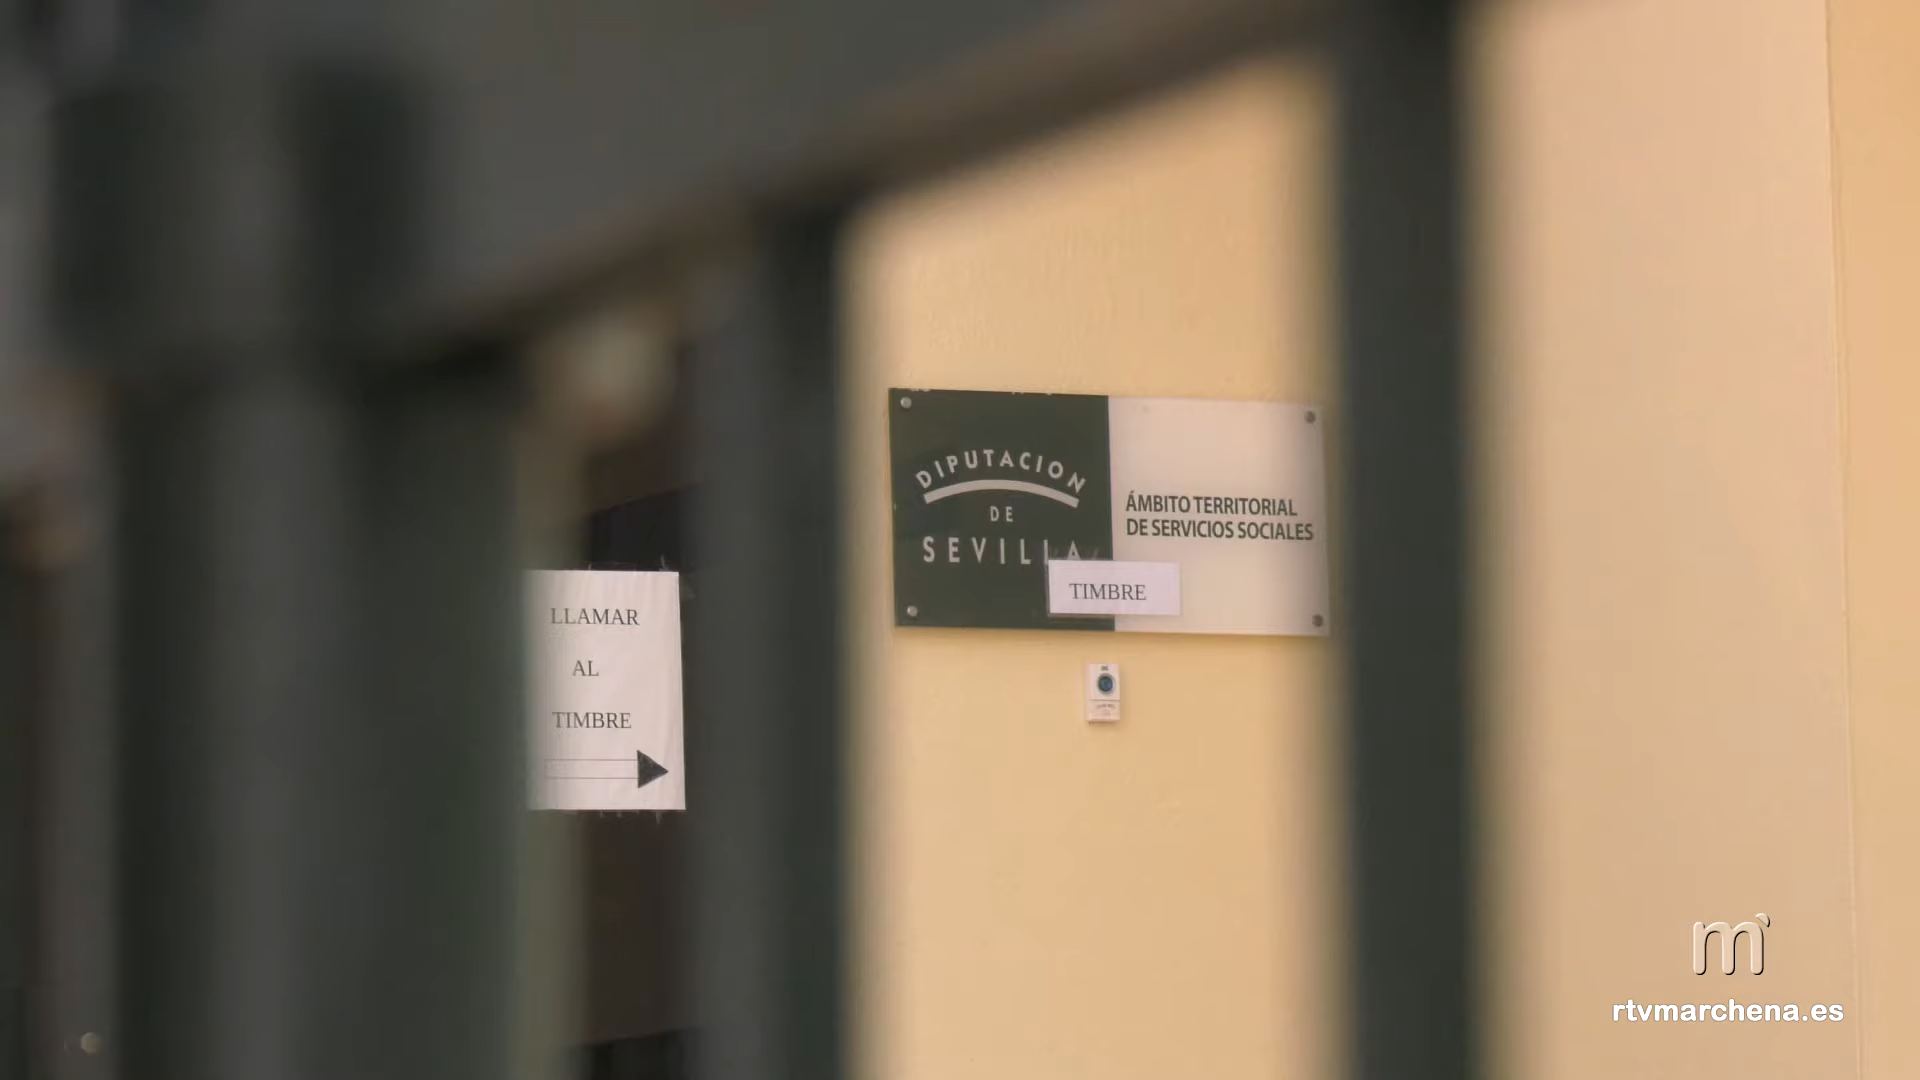 DIPUTACION
DE
SEVILLA
ÁMBITO TERRITORIAL
DE SERVICIOS SOCIALES
TIMBRE
LLAMAR
AL
TIMBRE
m
rtvmarchena.es